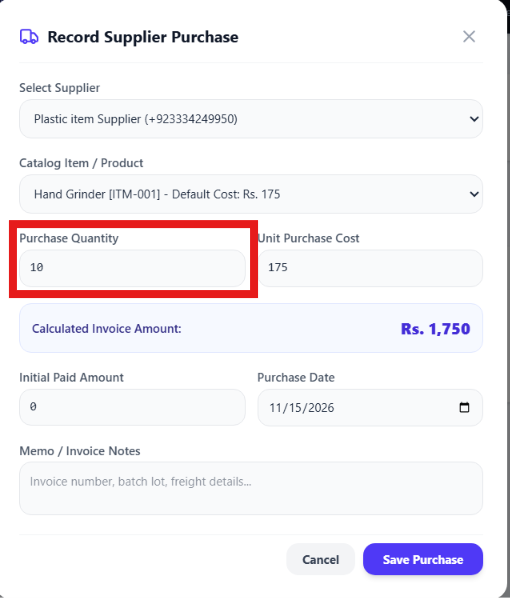 Record Supplier Purchase
Select Supplier
Plastic item Supplier (+923334249950)
Catalog Item / Product
Hand Grinder [ITM-001] - Default Cost: Rs. 175
Purchase Quantity
Unit Purchase Cost
10
175
Calculated Invoice Amount:
Rs. 1,750
Initial Paid Amount
Purchase Date
0
11/15/2026
Memo / Invoice Notes
Invoice number, batch lot, freight details...
Cancel
Save Purchase